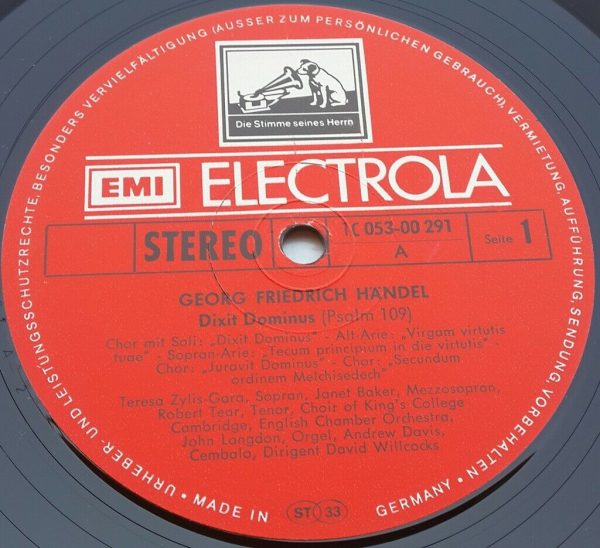 URHEBER- UND LEISTUNGSSCHUTZRECHTE, BESONDERS VERVIELFÄLTIGUNG (AUSSER ZUM PERSÖNLICHEN GEBRAUCH), VERMIETUNG, AUFFÜHRUNG, SENDUNG, VORBEHALTEN
Die Stimme seines Herrn
EMI ELECTROLA
STEREO
1C 053-00 291
A
Seite 1
GEORG FRIEDRICH HÄNDEL
Dixit Dominus (Psalm 109)
Chor mit Soli: „Dixit Dominus" - Alt-Arie: „Virgam virtutis
tuae" - Sopran-Arie: „Tecum principium in die virtutis" -
Chor: „Juravit Dominus" - Chor: „Secundum
ordinem Melchisedech"
Teresa Zylis-Gara, Sopran, Janet Baker, Mezzosopran,
Robert Tear, Tenor, Choir of King's College
Cambridge, English Chamber Orchestra,
John Langdon, Orgel, Andrew Davis,
Cembalo, Dirigent David Willcocks
• MADE IN GERMANY •
ST 33